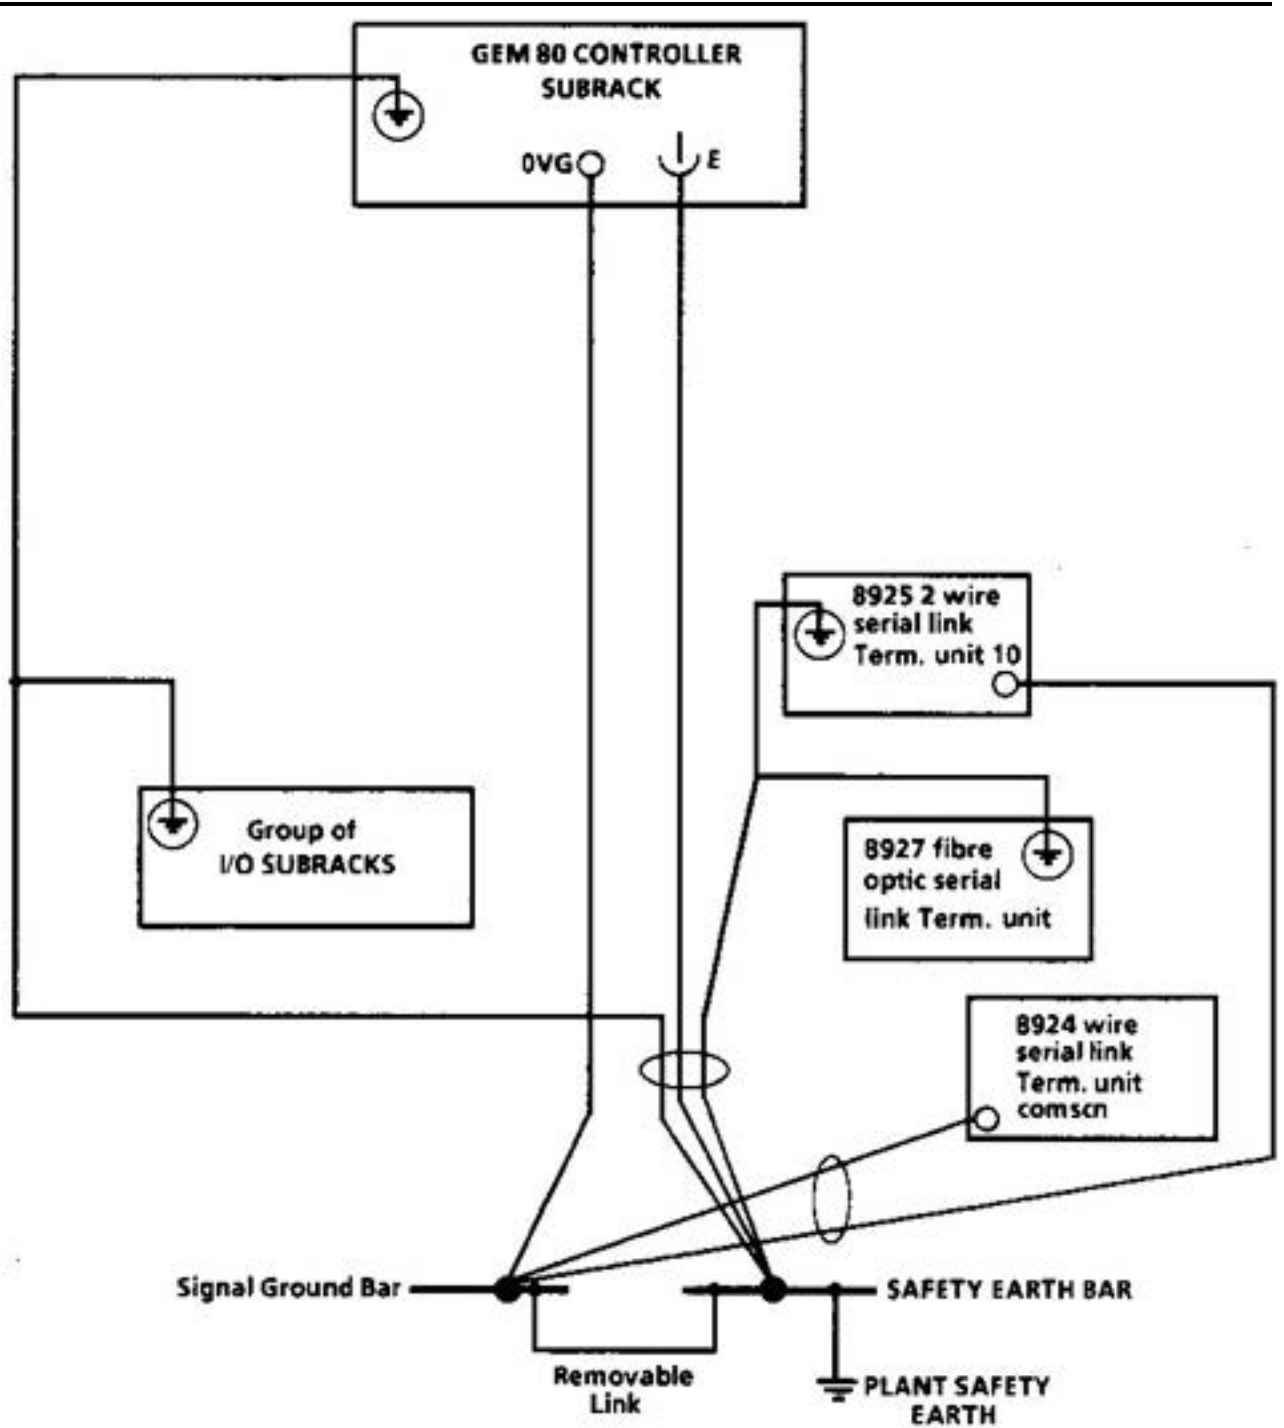 GEM 80 CONTROLLER
SUBRACK
0VG
E
8925 2 wire
serial link
Term. unit 10
Group of
I/O SUBRACKS
8927 fibre
optic serial
link Term. unit
8924 wire
serial link
Term. unit
comscn
Signal Ground Bar
SAFETY EARTH BAR
Removable
Link
PLANT SAFETY
EARTH